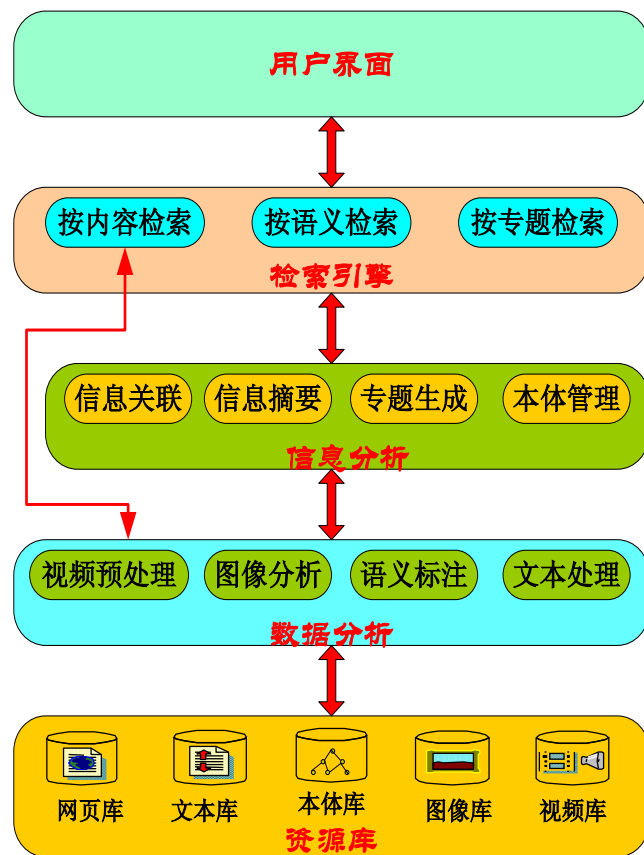 用户界面
按内容检索 按语义检索 按专题检索
检索引擎
信息关联 信息摘要 专题生成 本体管理
信息分析
视频预处理 图像分析 语义标注 文本处理
数据分析
网页库 文本库 本体库 图像库 视频库
资源库